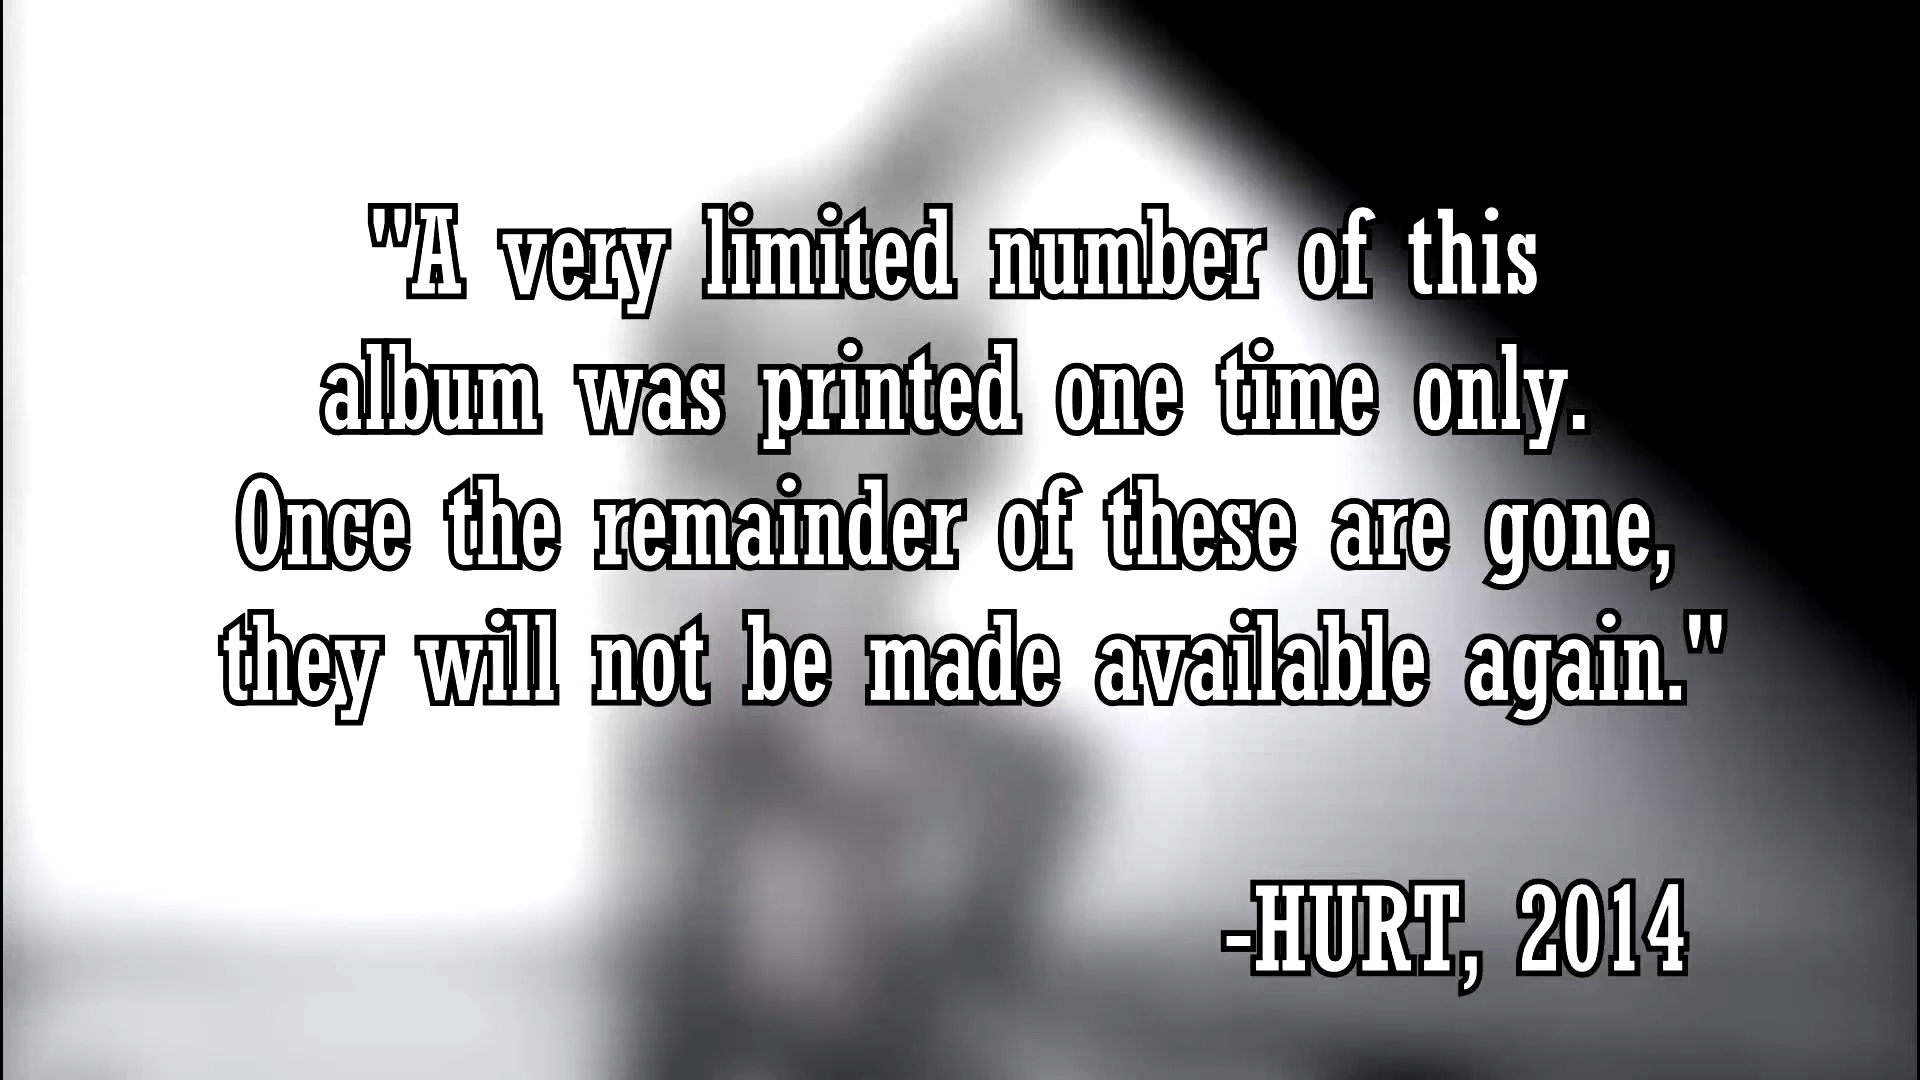 "A very limited number of this
album was printed one time only.
Once the remainder of these are gone,
they will not be made available again."
-HURT, 2014